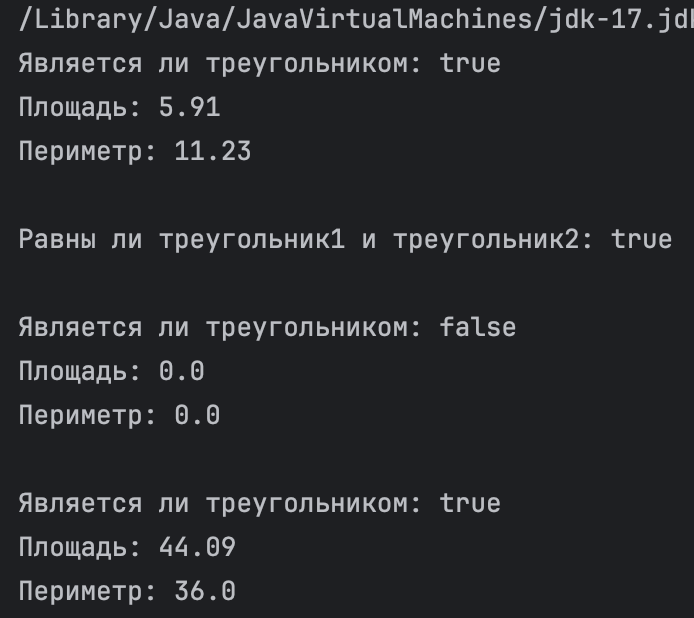 /Library/Java/JavaVirtualMachines/jdk-17.jdk
Является ли треугольником: true
Площадь: 5.91
Периметр: 11.23
Равны ли треугольник1 и треугольник2: true
Является ли треугольником: false
Площадь: 0.0
Периметр: 0.0
Является ли треугольником: true
Площадь: 44.09
Периметр: 36.0